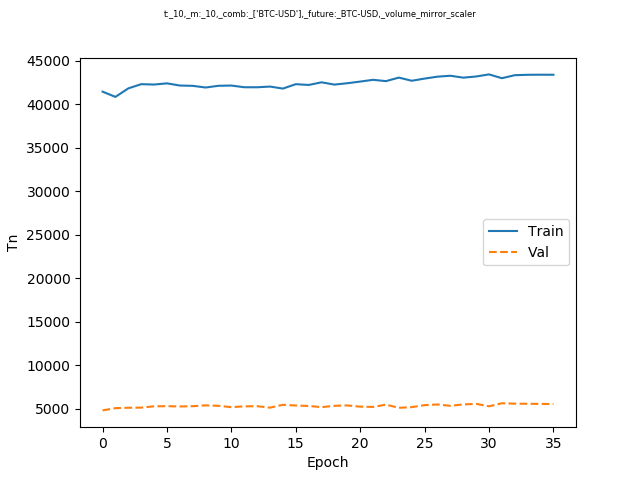 t:_10,_m:_10,_comb:_['BTC-USD'],_future:_BTC-USD,_volume_mirror_scaler
45000
40000
35000
30000
25000
20000
15000
10000
5000
Tn
Train
Val
0 5 10 15 20 25 30 35
Epoch